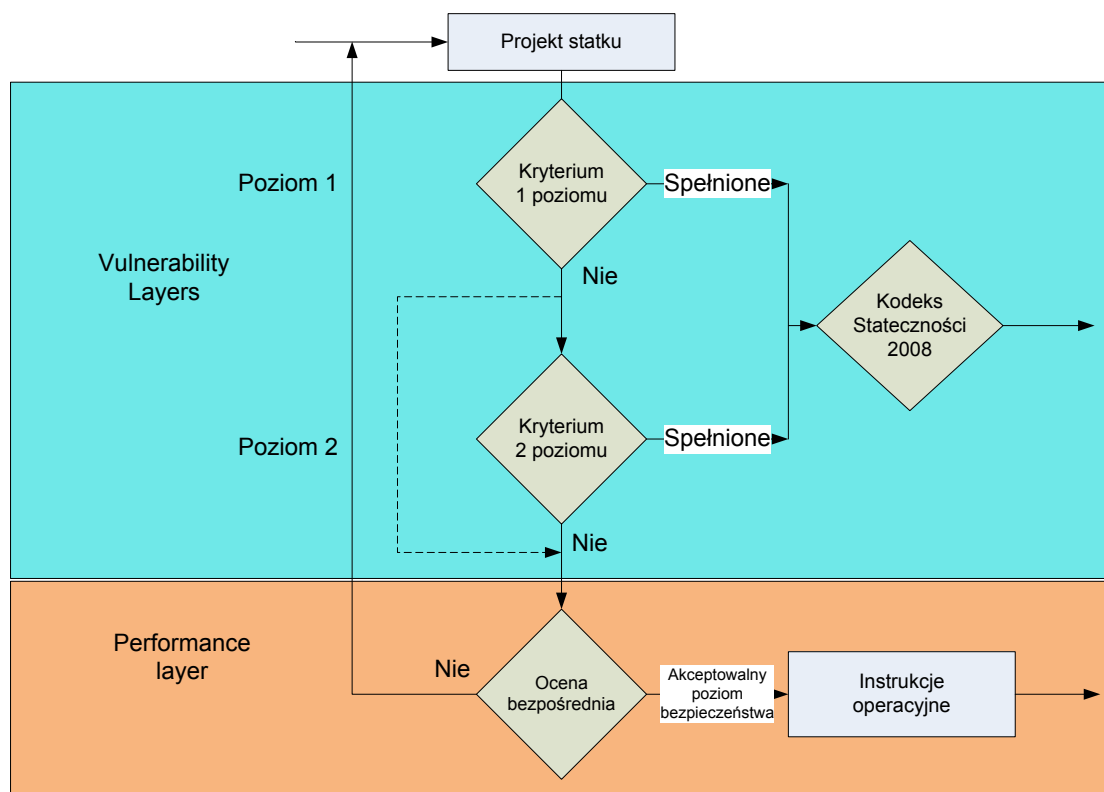 Projekt statku
Poziom 1
Kryterium
1 poziomu
Spełnione
Vulnerability
Layers
Nie
Kodeks
Stateczności
2008
Poziom 2
Kryterium
2 poziomu
Spełnione
Nie
Performance
layer
Nie
Ocena
bezpośrednia
Akceptowalny
poziom
bezpieczeństwa
Instrukcje
operacyjne